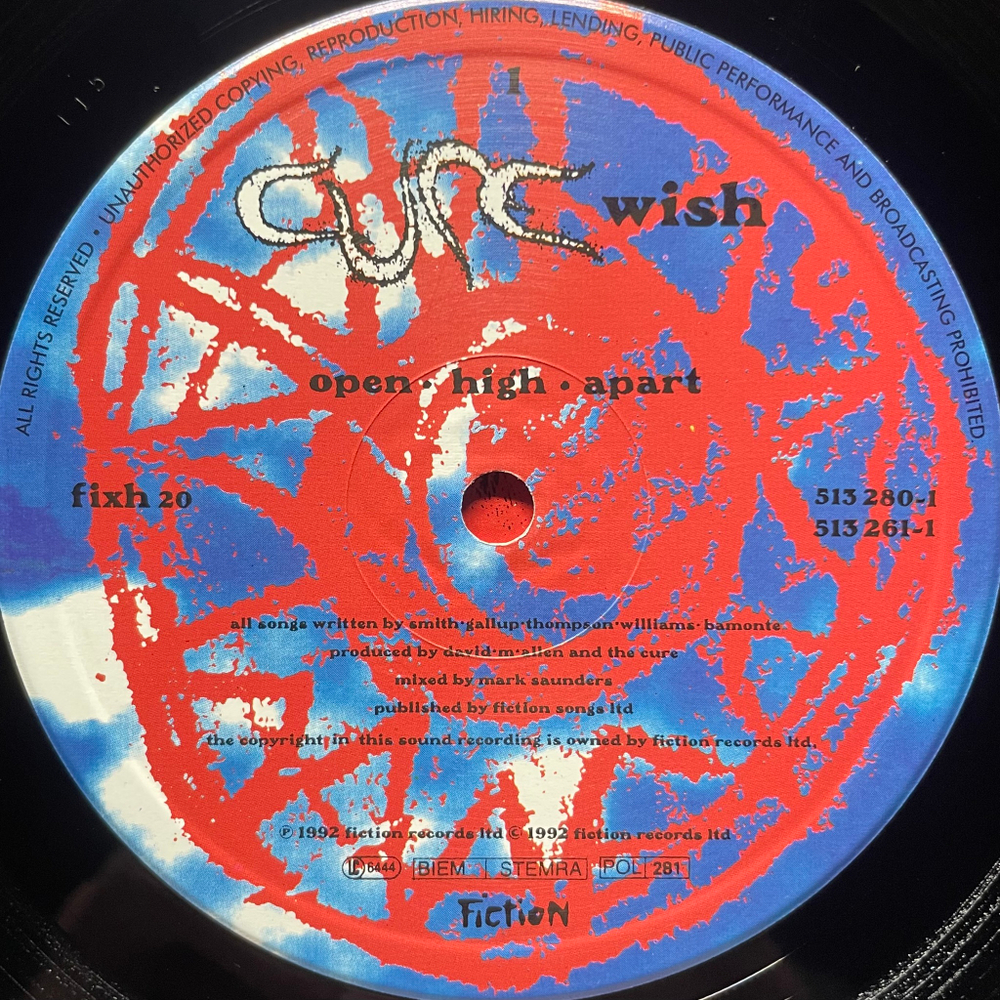 ALL RIGHTS RESERVED • UNAUTHORIZED COPYING, REPRODUCTION, HIRING, LENDING, PUBLIC PERFORMANCE AND BROADCASTING PROHIBITED.
1
CURE wish
open • high • apart
fixh 20
513 280-1
513 261-1
all songs written by smith·gallup·thompson·williams·bamonte
produced by david·m·allen and the cure
mixed by mark saunders
published by fiction songs ltd
the copyright in this sound recording is owned by fiction records ltd.
℗ 1992 fiction records ltd © 1992 fiction records ltd
LC 6444 BIEM STEMRA POL 281
Fiction